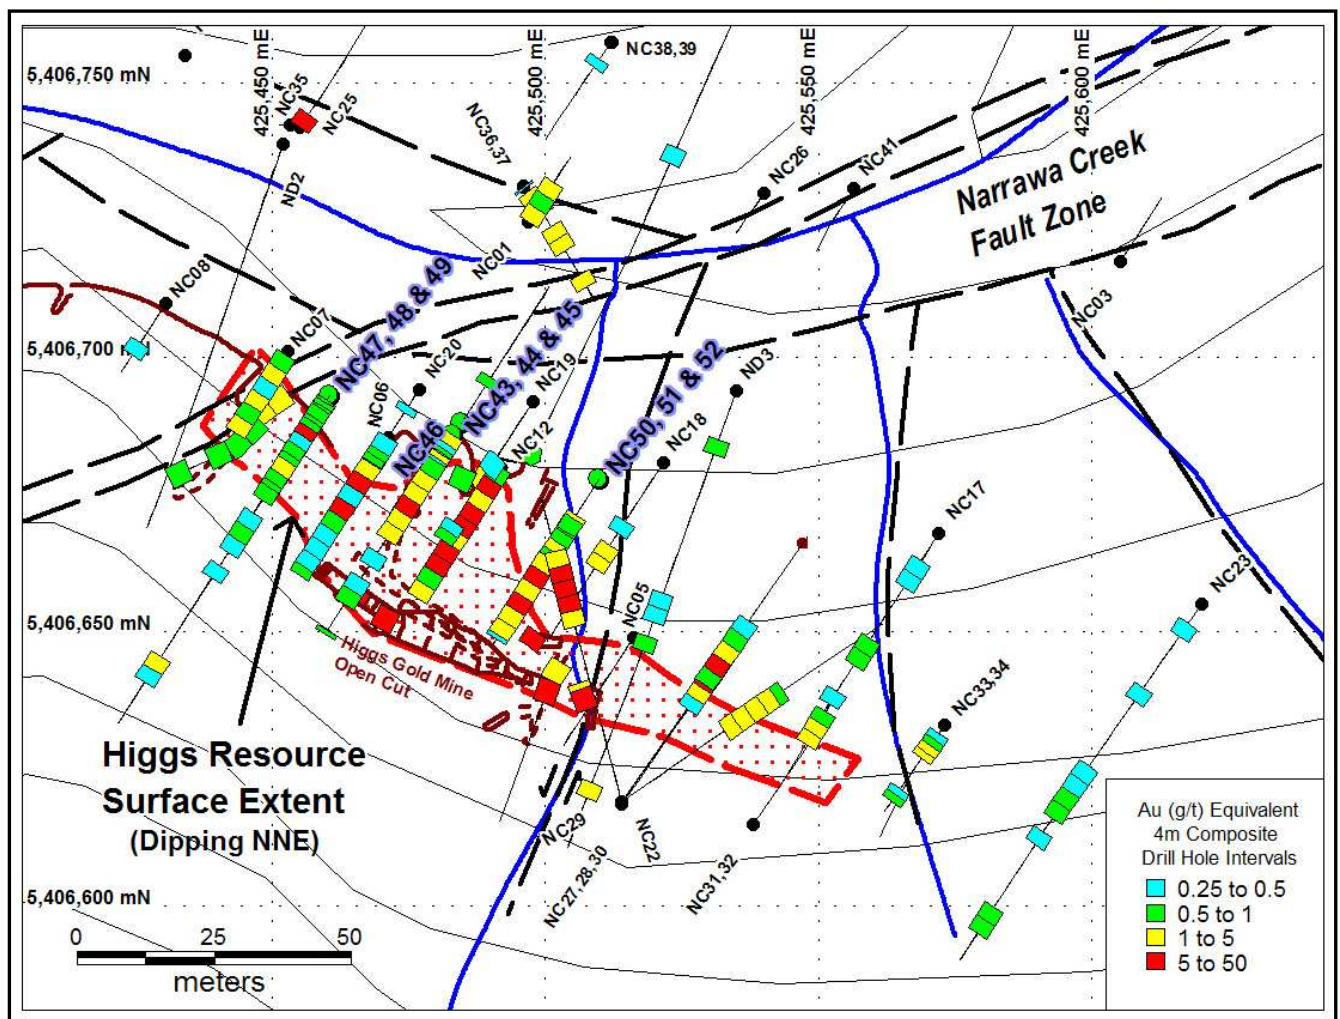 425,450 mE
425,500 mE
425,550 mE
425,600 mE
NC38,39
5,406,750 mN
NC35
NC25
NC36,37
NC26
NC41
Narrawa Creek
Fault Zone
ND2
NC01
NC08
NC03
NC07
5,406,700 mN
NC47, 48 & 49
NC20
NC43, 44 & 45
NC19
NC50, 51 & 52
ND3
NC06
NC46
NC12
NC18
NC17
NC23
NC05
5,406,650 mN
Higgs Gold Mine
Open Cut
NC33,34
Higgs Resource
Surface Extent
(Dipping NNE)
NC29
NC22
NC27,28,30
NC31,32
5,406,600 mN
0 25 50
meters
Au (g/t) Equivalent
4m Composite
Drill Hole Intervals
0.25 to 0.5
0.5 to 1
1 to 5
5 to 50